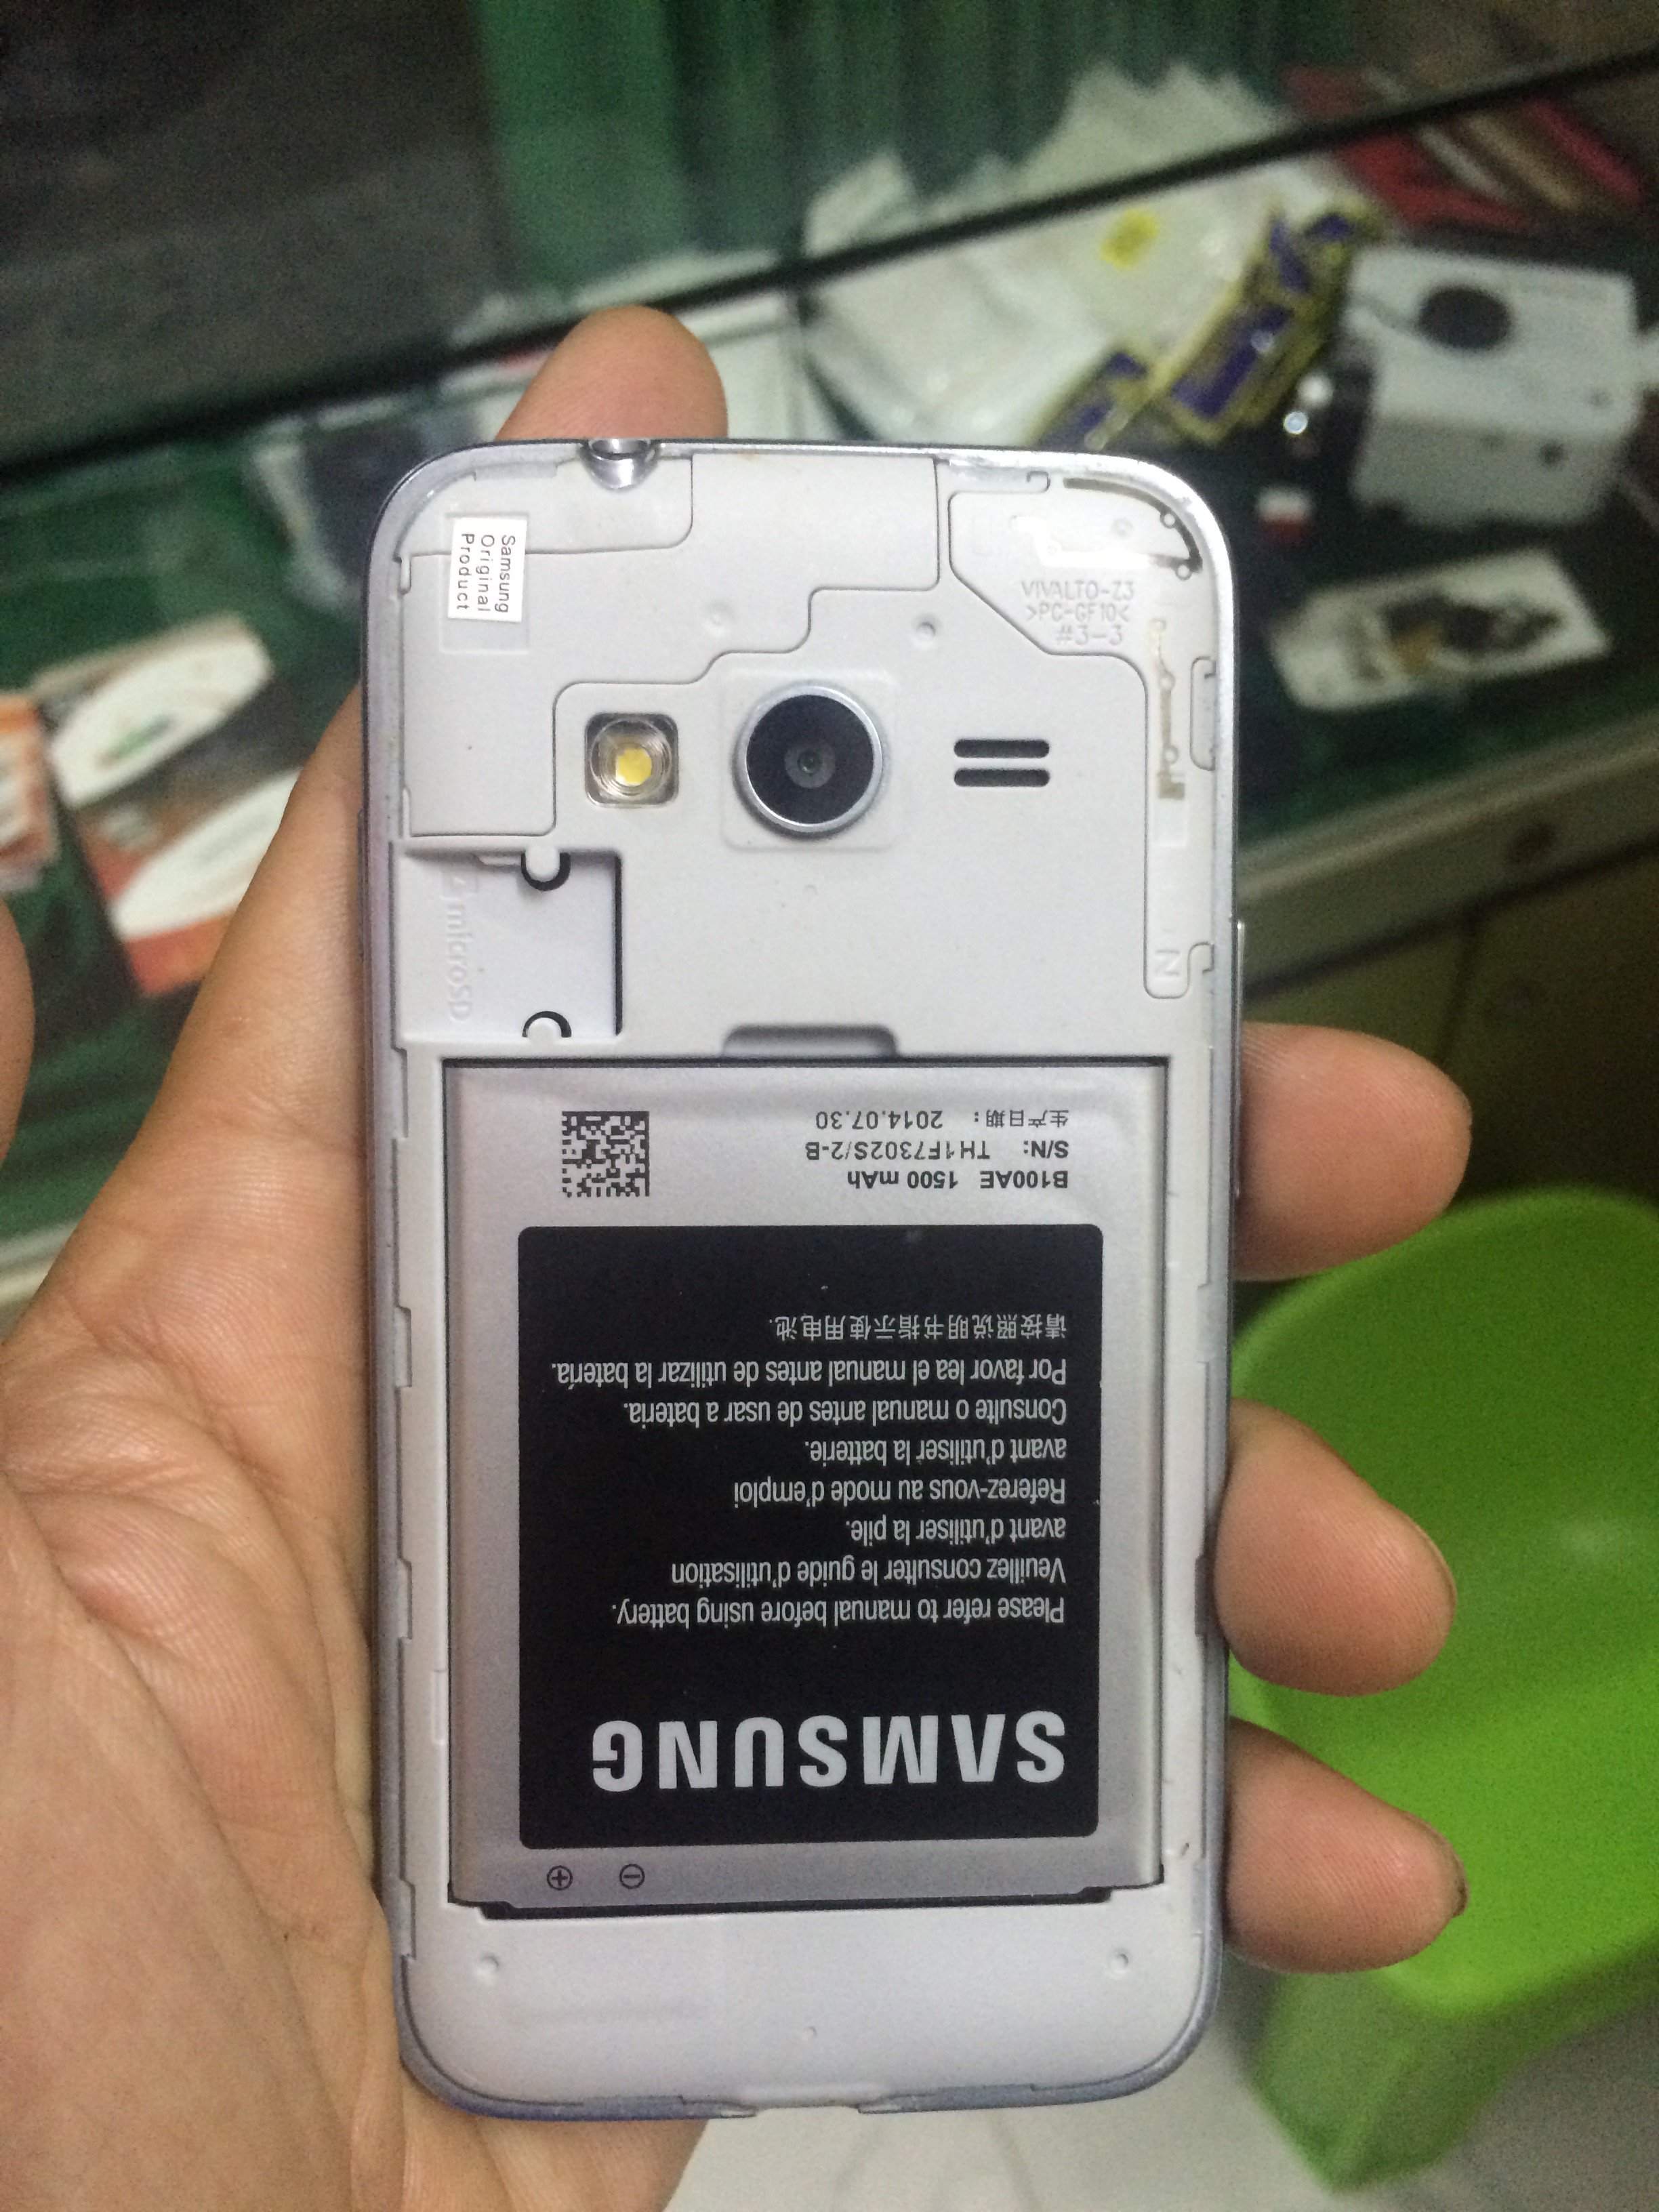 Samsung
Original
Product
VIVALTO-Z3
>PC-GF10<
#3-3
microSD
N
SAMSUNG
Please refer to manual before using battery.
Veuillez consulter le guide d'utilisation
avant d'utiliser la pile.
Referez-vous au mode d'emploi
avant d'utiliser la batterie.
Consulte o manual antes de usar a bateria.
Por favor lea el manual antes de utilizar la batería.
请按照说明书指示使用电池.
B100AE 1500 mAh
S/N: TH1F7302S/2-B
生产日期: 2014.07.30